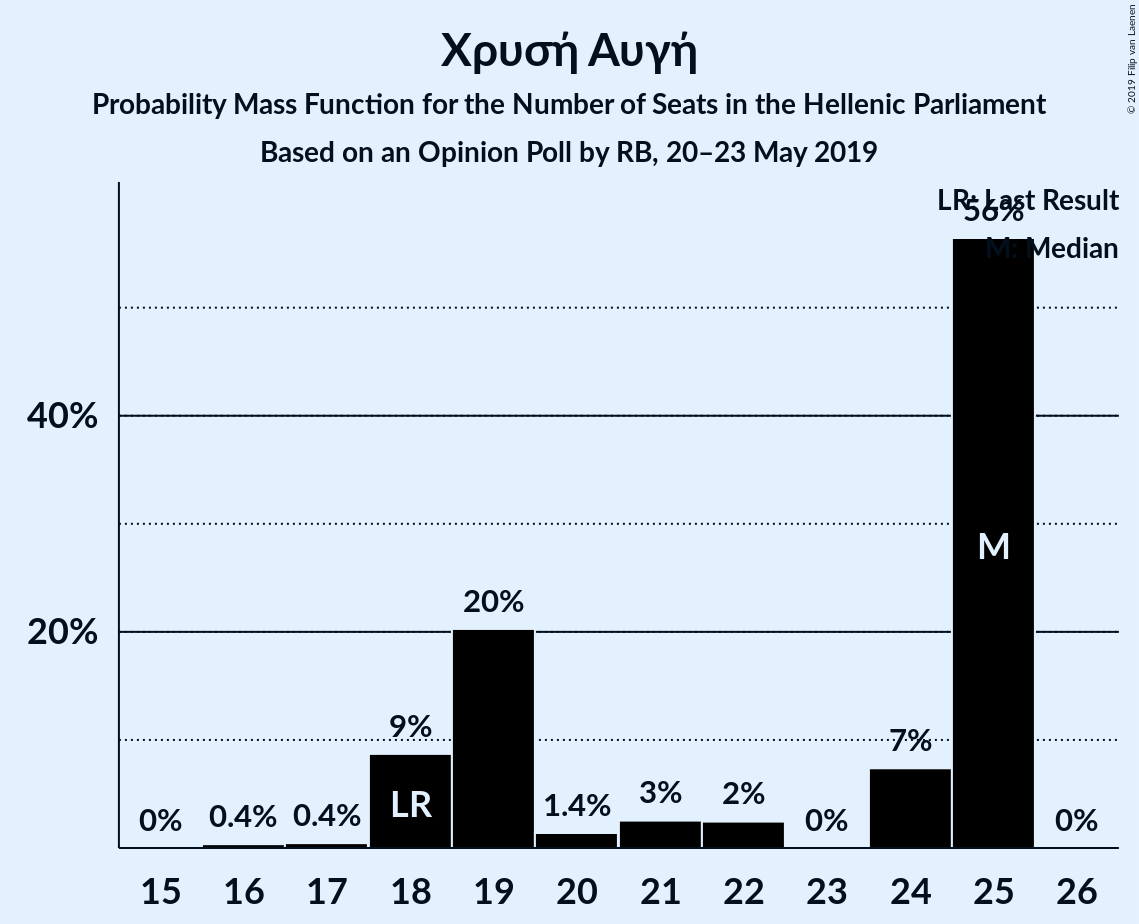 Χρυσή Αυγή
Probability Mass Function for the Number of Seats in the Hellenic Parliament
Based on an Opinion Poll by RB, 20–23 May 2019
© 2019 Filip van Laenen
LR: Last Result
M: Median
56%
40%
20%
20%
9%
7%
0%
0.4%
0.4%
1.4%
3%
2%
0%
0%
LR
M
15 16 17 18 19 20 21 22 23 24 25 26